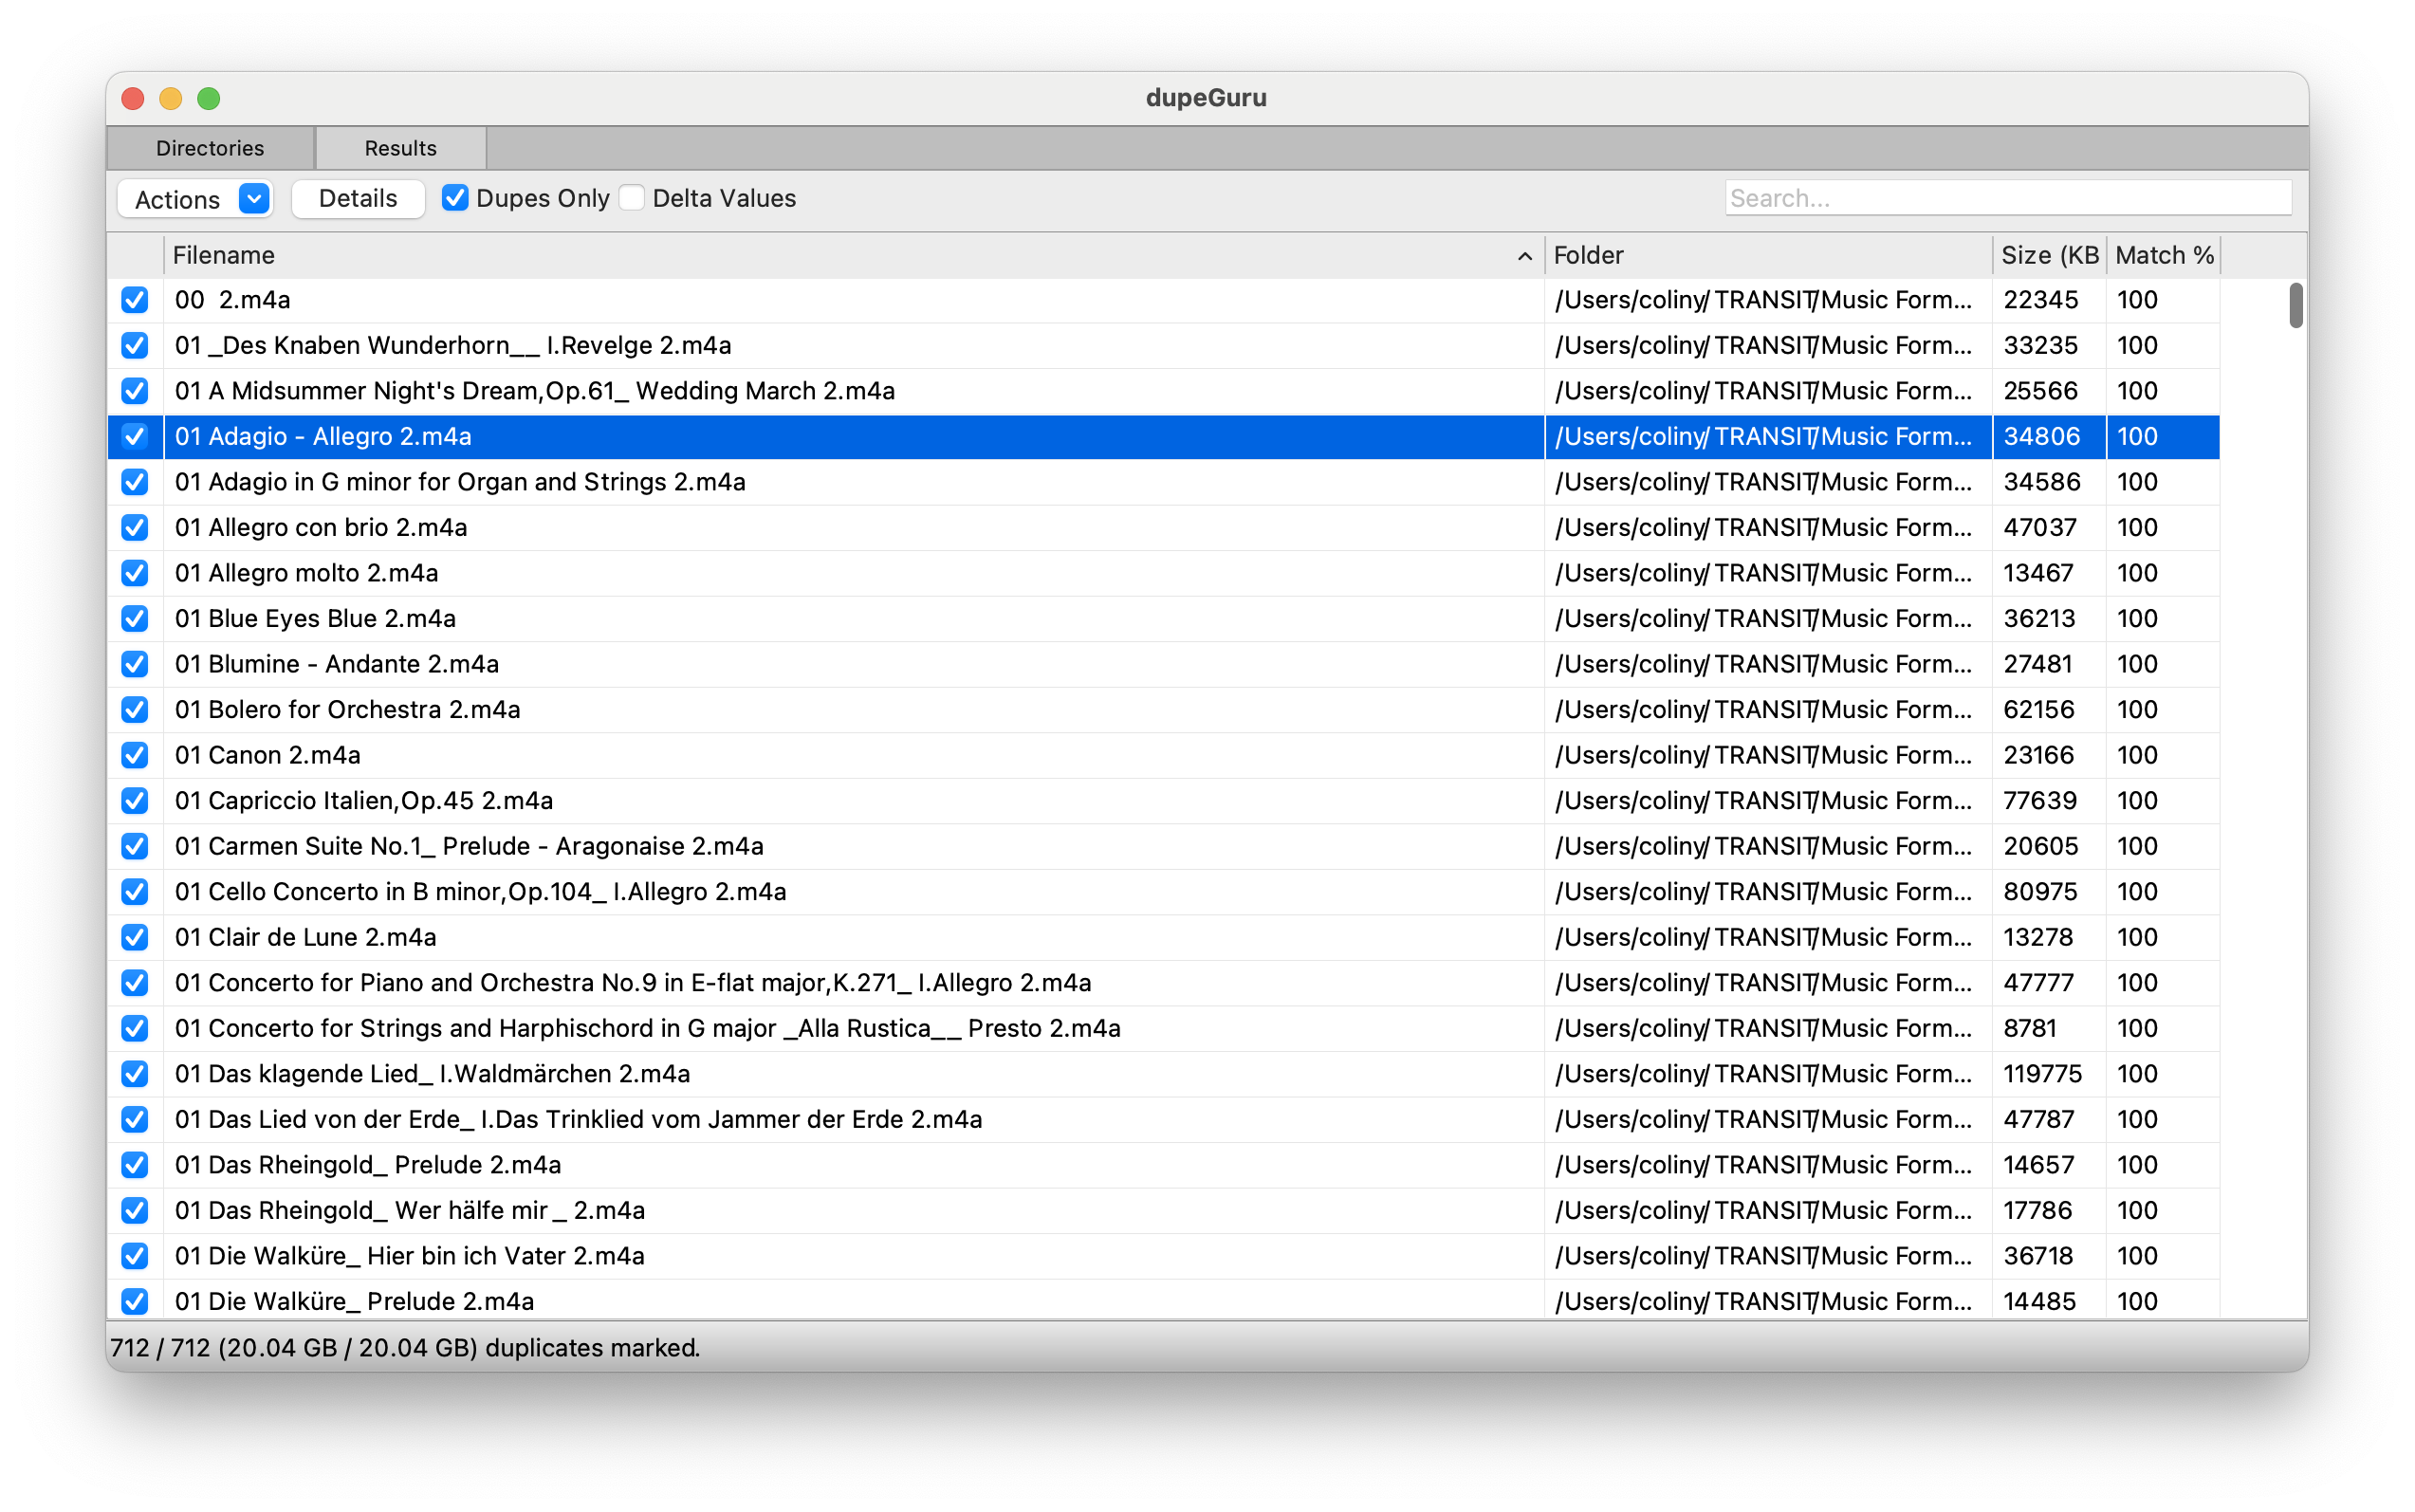 dupeGuru
Directories Results
Actions Details Dupes Only Delta Values Search...
Filename Folder Size (KB Match %
00  2.m4a /Users/coliny/ TRANSIT/Music Form... 22345 100
01 _Des Knaben Wunderhorn__ I.Revelge 2.m4a /Users/coliny/ TRANSIT/Music Form... 33235 100
01 A Midsummer Night's Dream,Op.61_ Wedding March 2.m4a /Users/coliny/ TRANSIT/Music Form... 25566 100
01 Adagio - Allegro 2.m4a /Users/coliny/ TRANSIT/Music Form... 34806 100
01 Adagio in G minor for Organ and Strings 2.m4a /Users/coliny/ TRANSIT/Music Form... 34586 100
01 Allegro con brio 2.m4a /Users/coliny/ TRANSIT/Music Form... 47037 100
01 Allegro molto 2.m4a /Users/coliny/ TRANSIT/Music Form... 13467 100
01 Blue Eyes Blue 2.m4a /Users/coliny/ TRANSIT/Music Form... 36213 100
01 Blumine - Andante 2.m4a /Users/coliny/ TRANSIT/Music Form... 27481 100
01 Bolero for Orchestra 2.m4a /Users/coliny/ TRANSIT/Music Form... 62156 100
01 Canon 2.m4a /Users/coliny/ TRANSIT/Music Form... 23166 100
01 Capriccio Italien,Op.45 2.m4a /Users/coliny/ TRANSIT/Music Form... 77639 100
01 Carmen Suite No.1_ Prelude - Aragonaise 2.m4a /Users/coliny/ TRANSIT/Music Form... 20605 100
01 Cello Concerto in B minor,Op.104_ I.Allegro 2.m4a /Users/coliny/ TRANSIT/Music Form... 80975 100
01 Clair de Lune 2.m4a /Users/coliny/ TRANSIT/Music Form... 13278 100
01 Concerto for Piano and Orchestra No.9 in E-flat major,K.271_ I.Allegro 2.m4a /Users/coliny/ TRANSIT/Music Form... 47777 100
01 Concerto for Strings and Harphischord in G major _Alla Rustica__ Presto 2.m4a /Users/coliny/ TRANSIT/Music Form... 8781 100
01 Das klagende Lied_ I.Waldmärchen 2.m4a /Users/coliny/ TRANSIT/Music Form... 119775 100
01 Das Lied von der Erde_ I.Das Trinklied vom Jammer der Erde 2.m4a /Users/coliny/ TRANSIT/Music Form... 47787 100
01 Das Rheingold_ Prelude 2.m4a /Users/coliny/ TRANSIT/Music Form... 14657 100
01 Das Rheingold_ Wer hälfe mir _ 2.m4a /Users/coliny/ TRANSIT/Music Form... 17786 100
01 Die Walküre_ Hier bin ich Vater 2.m4a /Users/coliny/ TRANSIT/Music Form... 36718 100
01 Die Walküre_ Prelude 2.m4a /Users/coliny/ TRANSIT/Music Form... 14485 100
712 / 712 (20.04 GB / 20.04 GB) duplicates marked.